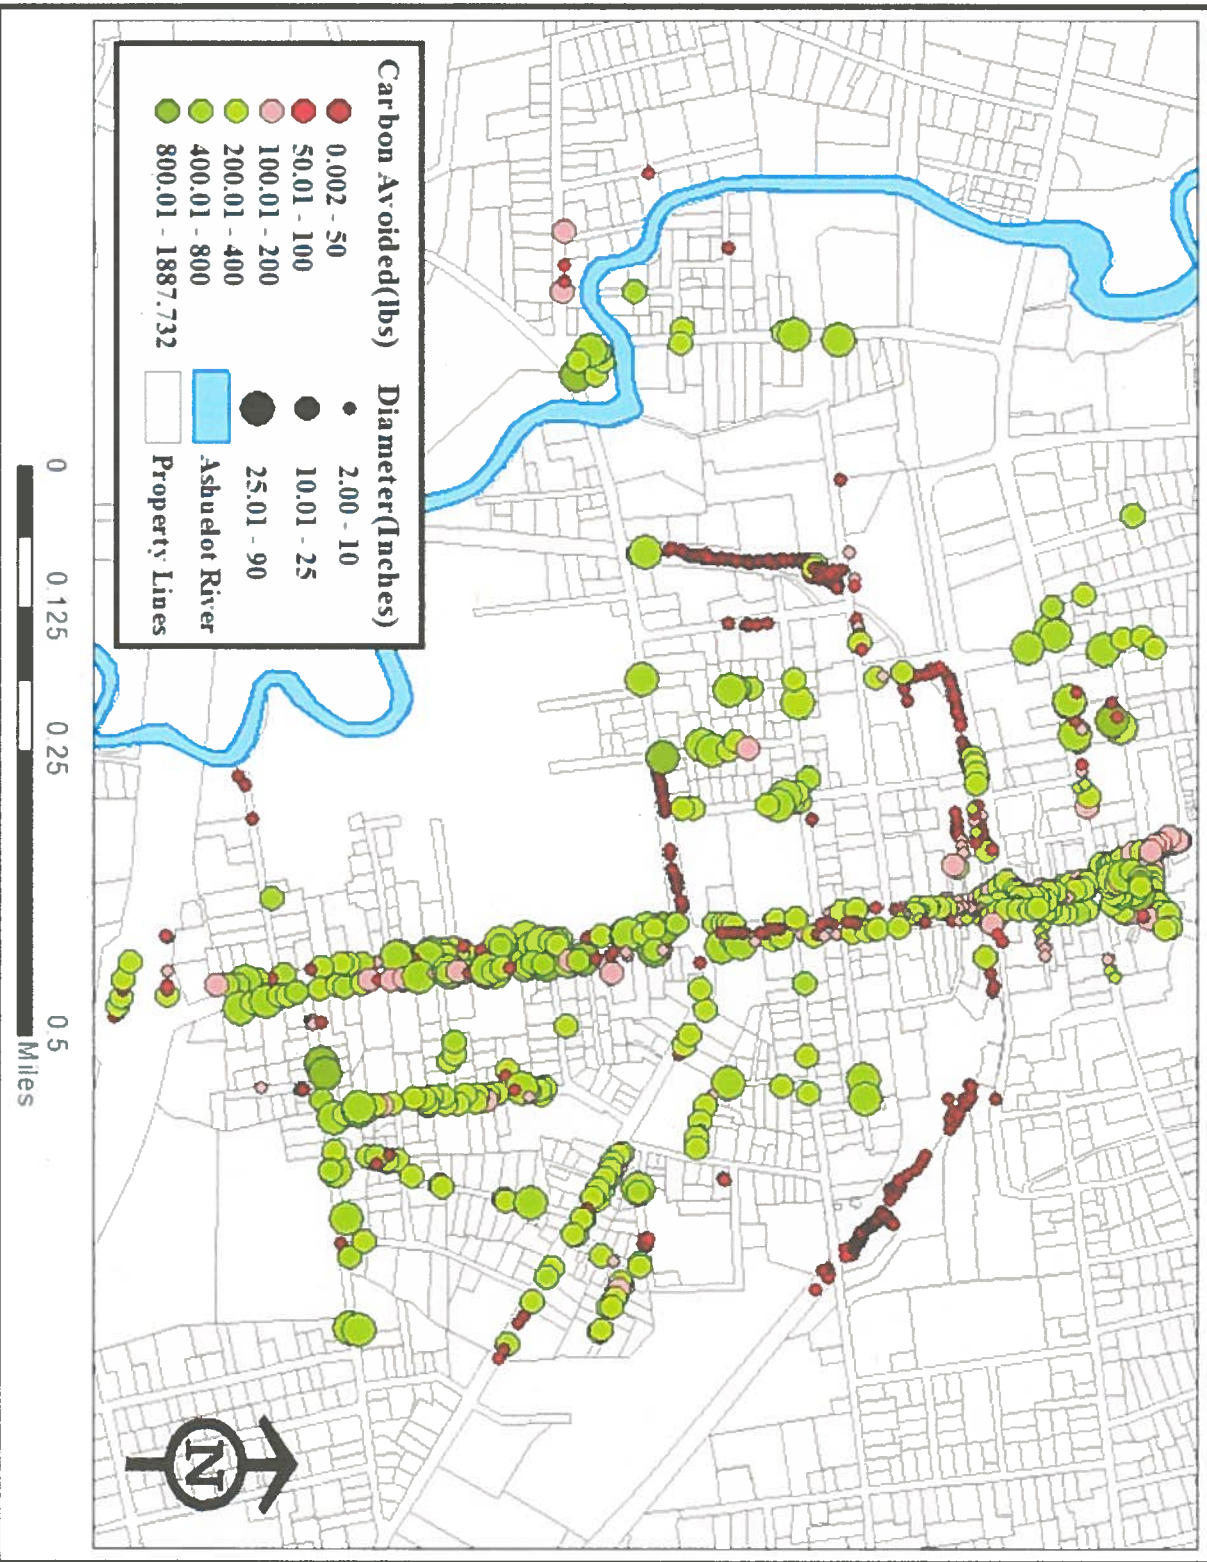 Carbon Avoided(lbs) Diameter(Inches)
0.002 - 50
50.01 - 100
100.01 - 200
200.01 - 400
400.01 - 800
800.01 - 1887.732
2.00 - 10
10.01 - 25
25.01 - 90
Ashuelot River
Property Lines
0 0.125 0.25 0.5
Miles
N